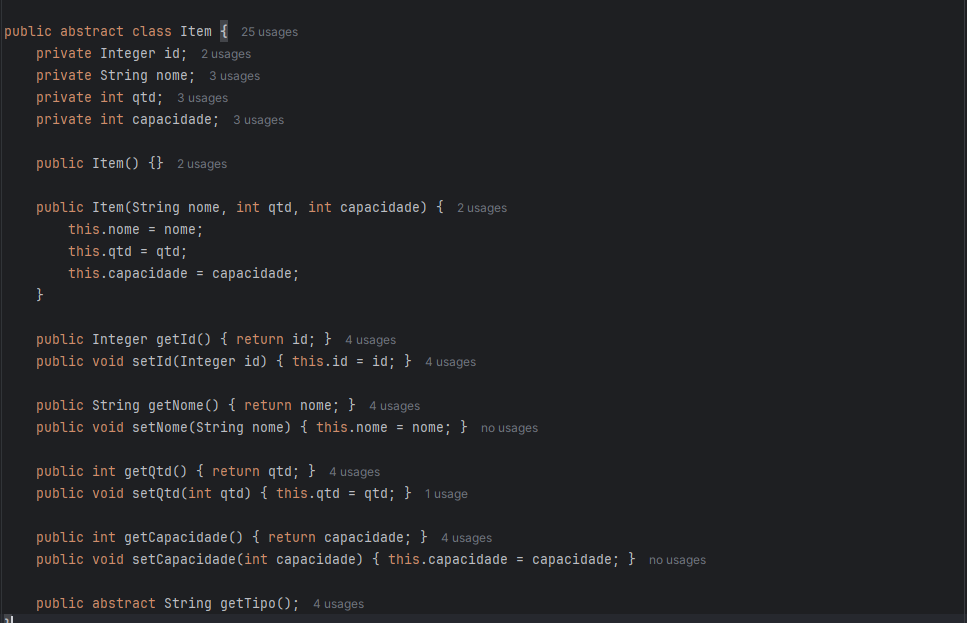 public abstract class Item { 25 usages
    private Integer id; 2 usages
    private String nome; 3 usages
    private int qtd; 3 usages
    private int capacidade; 3 usages
    public Item() {} 2 usages
    public Item(String nome, int qtd, int capacidade) { 2 usages
        this.nome = nome;
        this.qtd = qtd;
        this.capacidade = capacidade;
    }
    public Integer getId() { return id; } 4 usages
    public void setId(Integer id) { this.id = id; } 4 usages
    public String getNome() { return nome; } 4 usages
    public void setNome(String nome) { this.nome = nome; } no usages
    public int getQtd() { return qtd; } 4 usages
    public void setQtd(int qtd) { this.qtd = qtd; } 1 usage
    public int getCapacidade() { return capacidade; } 4 usages
    public void setCapacidade(int capacidade) { this.capacidade = capacidade; } no usages
    public abstract String getTipo(); 4 usages
}